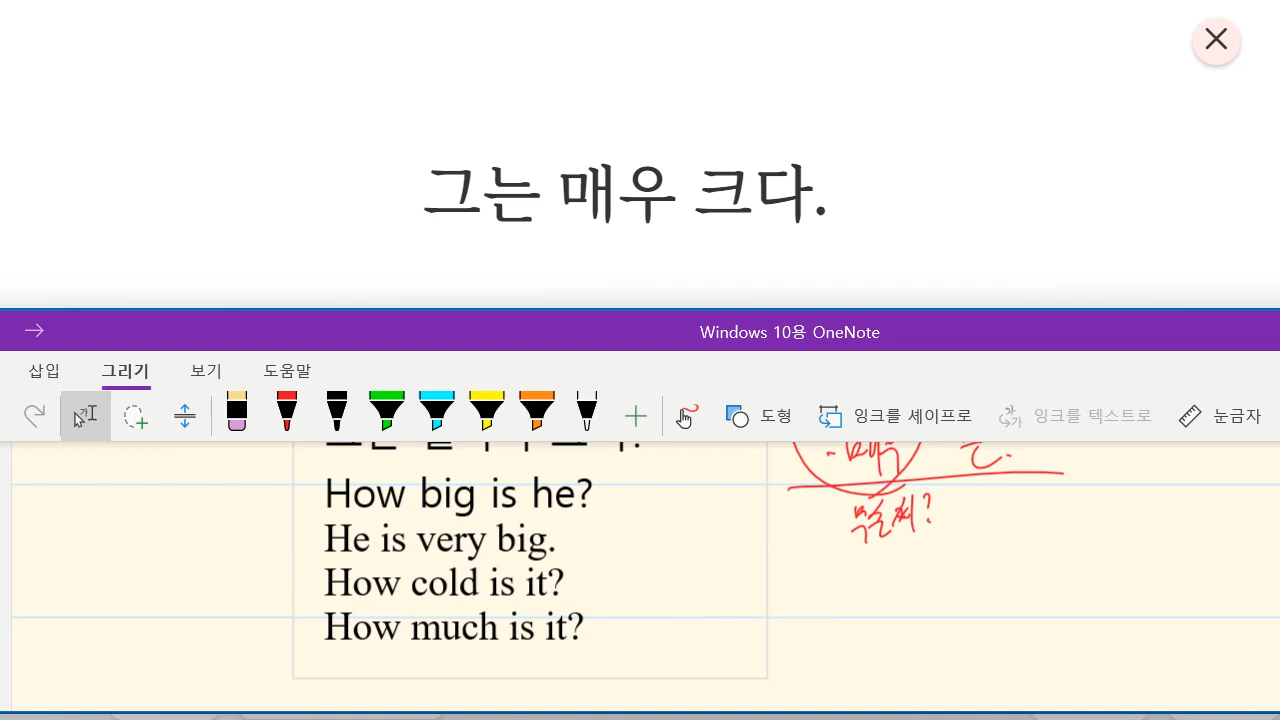 그는 매우 크다.
Windows 10용 OneNote
삽입 그리기 보기 도움말
도형 잉크를 셰이프로 잉크를 텍스트로 눈금자
How big is he?
He is very big.
How cold is it?
How much is it?